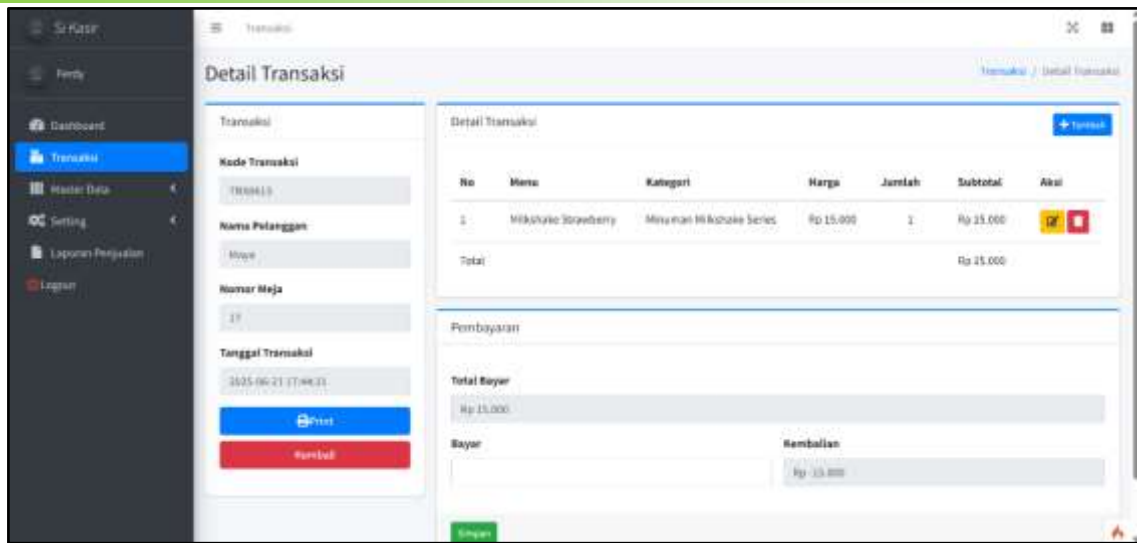 Si Kasir
Transaksi
Ferdy
Detail Transaksi
Transaksi / Detail Transaksi
Dashboard
Transaksi
Master Data
Setting
Laporan Penjualan
Logout
Transaksi
Kode Transaksi
Nama Pelanggan
Nomor Meja
17
Tanggal Transaksi
Print
Kembali
Detail Transaksi
+ Tambah
No Menu Kategori Harga Jumlah Subtotal Aksi
1 Milkshake Strawberry Minuman Milkshake Series Rp 15.000 1 Rp 15.000
Total Rp 15.000
Pembayaran
Total Bayar
Rp 15.000
Bayar Kembalian
Rp -15.000
Simpan